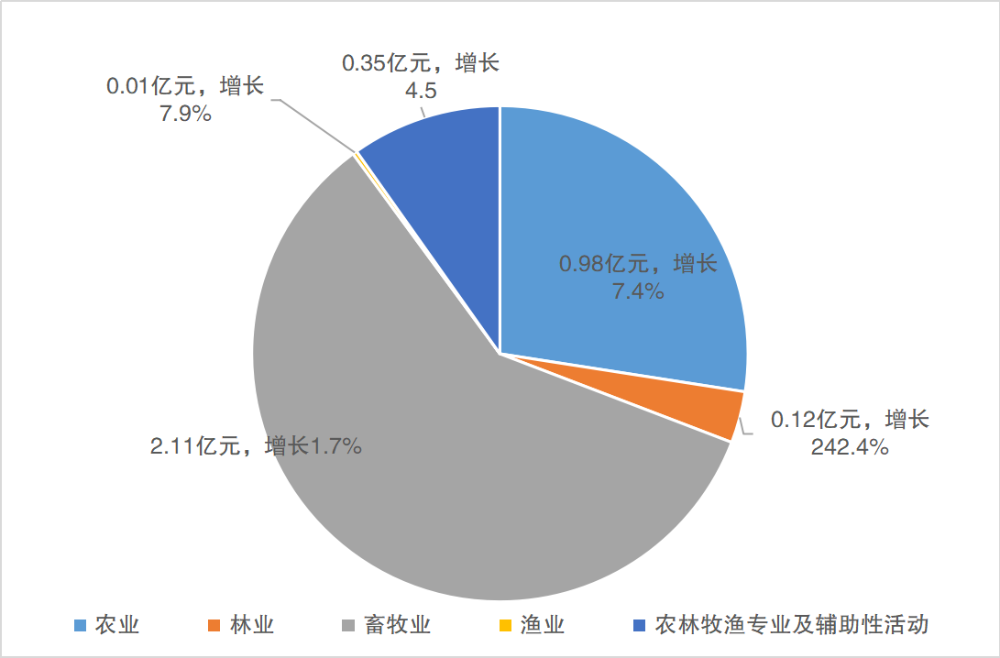 0.35亿元，增长
4.5
0.01亿元，增长
7.9%
0.98亿元，增长
7.4%
0.12亿元，增长
242.4%
2.11亿元，增长1.7%
农业 林业 畜牧业 渔业 农林牧渔专业及辅助性活动